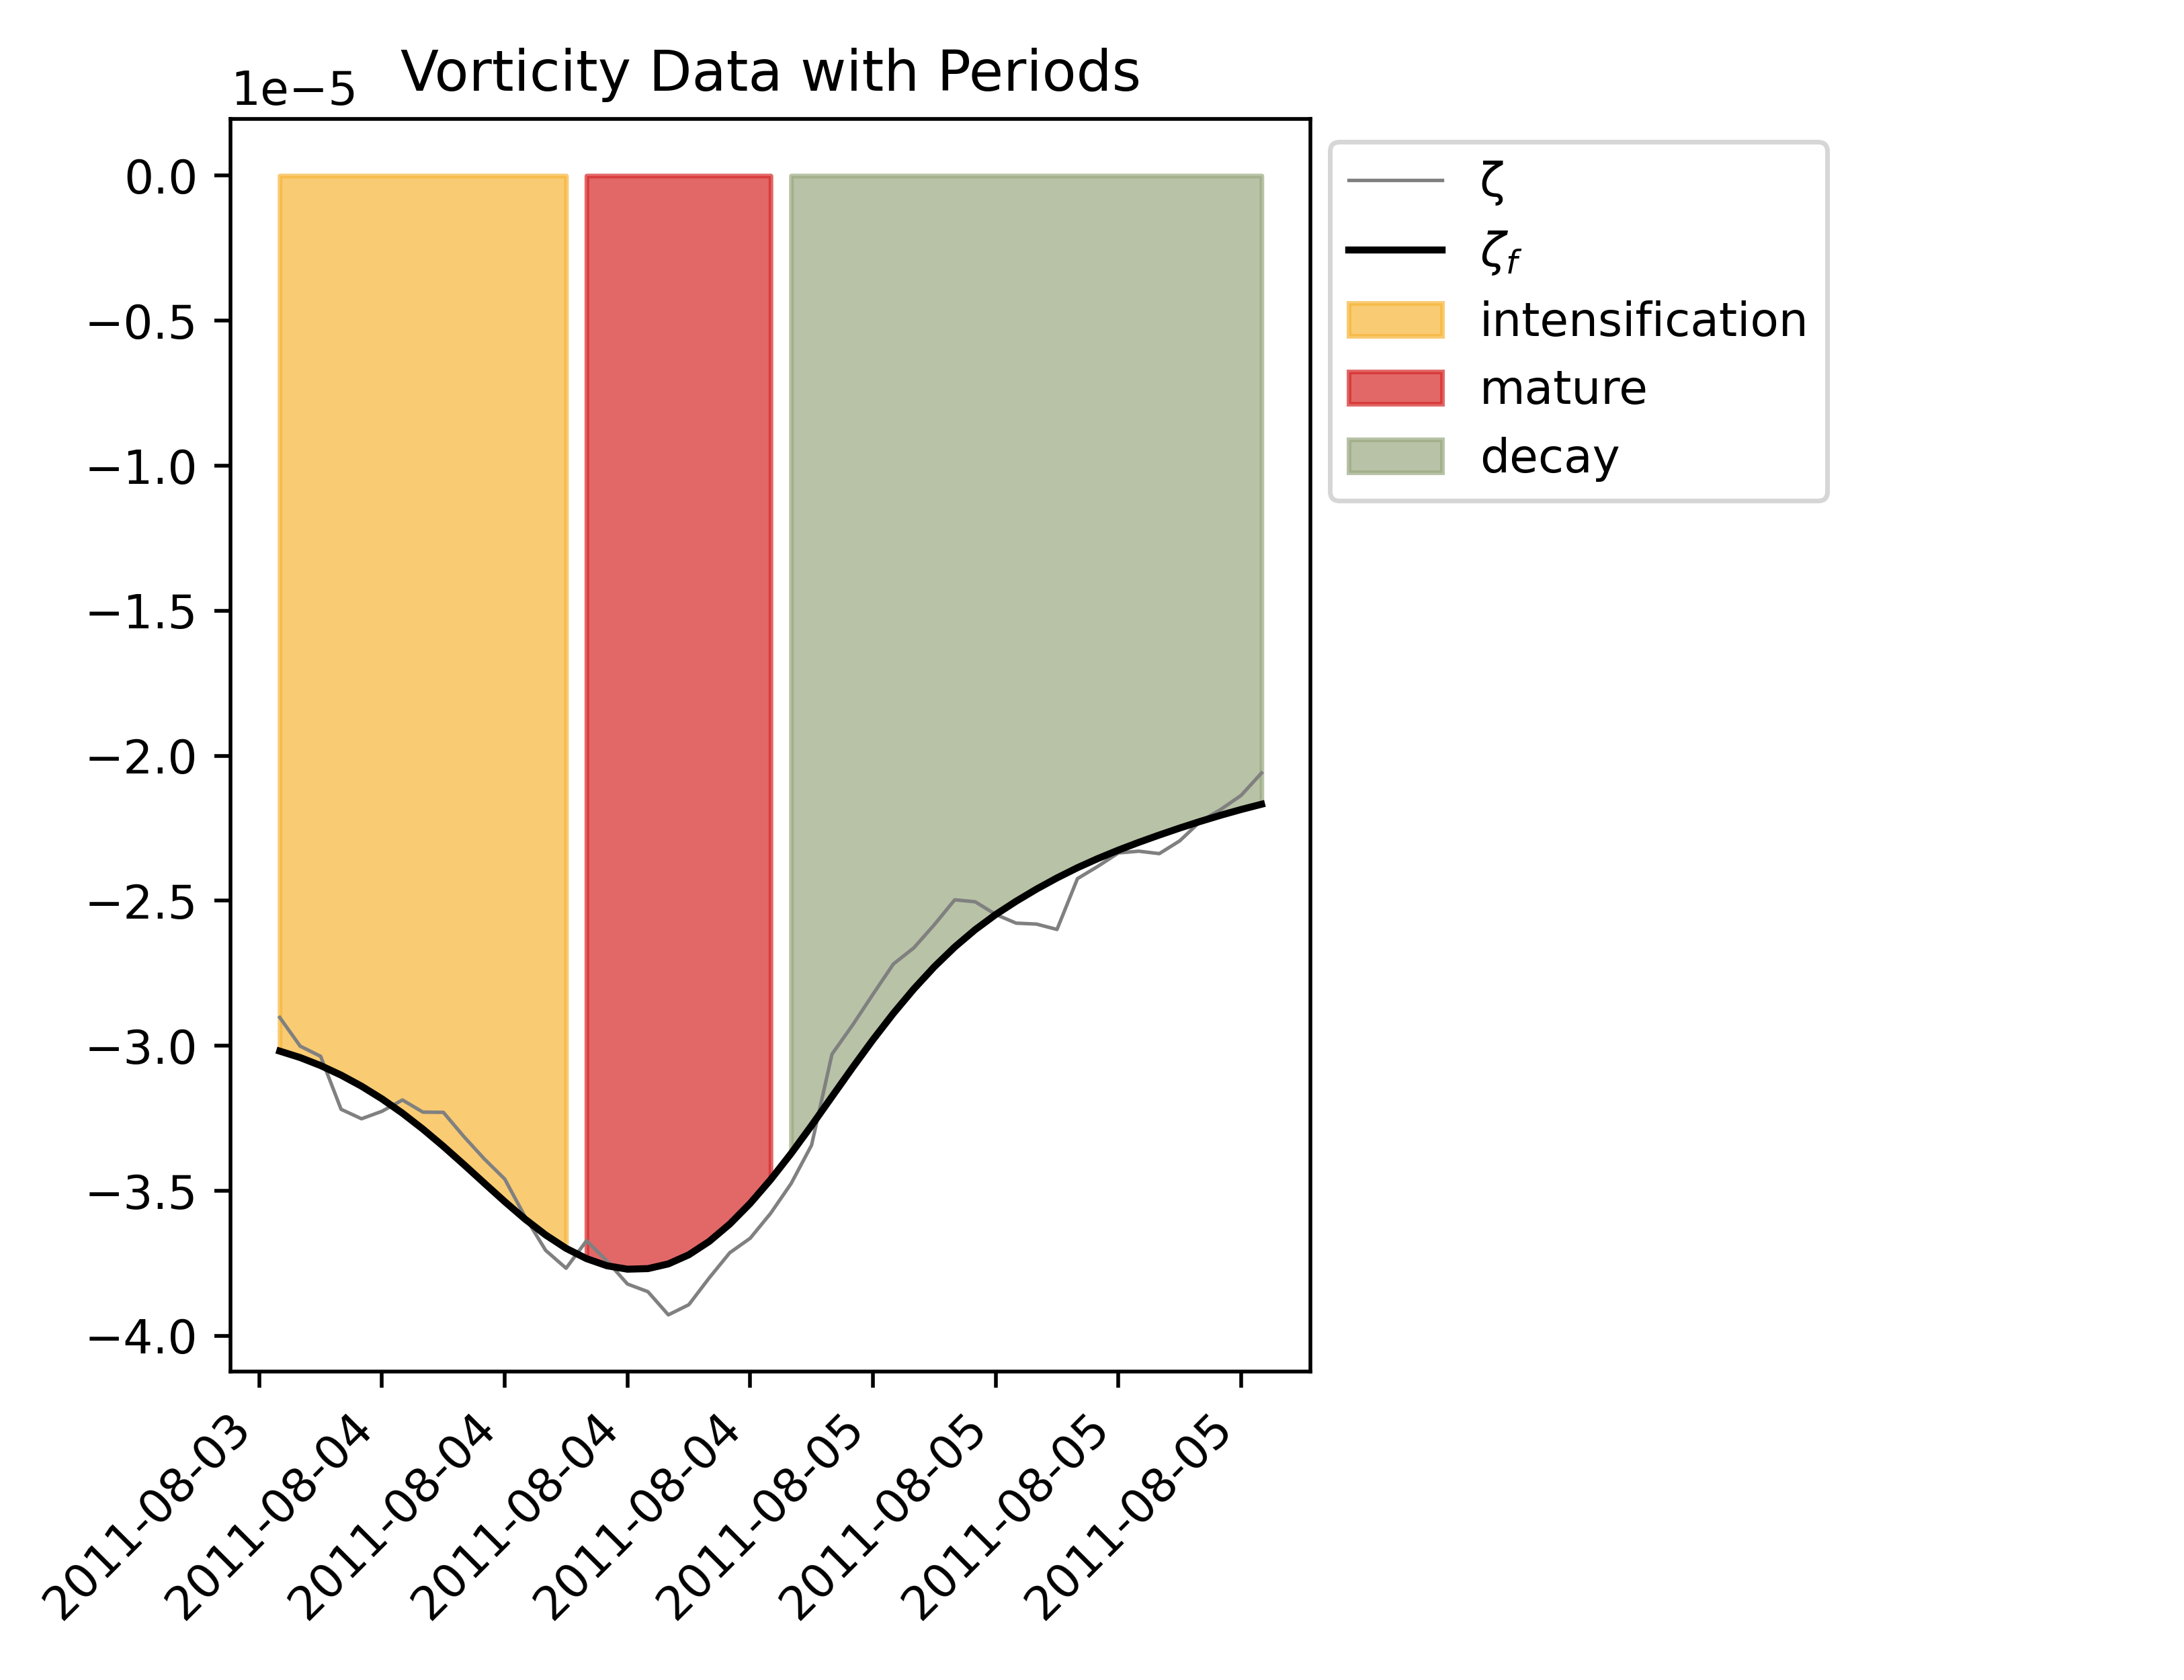 Vorticity Data with Periods
1e−5
0.0
−0.5
−1.0
−1.5
−2.0
−2.5
−3.0
−3.5
−4.0
2011-08-03
2011-08-04
2011-08-04
2011-08-04
2011-08-04
2011-08-05
2011-08-05
2011-08-05
2011-08-05
ζ
ζf
intensification
mature
decay